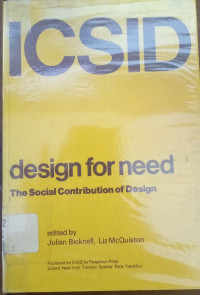 ICSID
design for need
The Social Contribution of Design
edited by
Julian Bicknell, Liz McQuiston
Published for ICSID by Pergamon Press
Oxford New York Toronto Sydney Paris Frankfurt